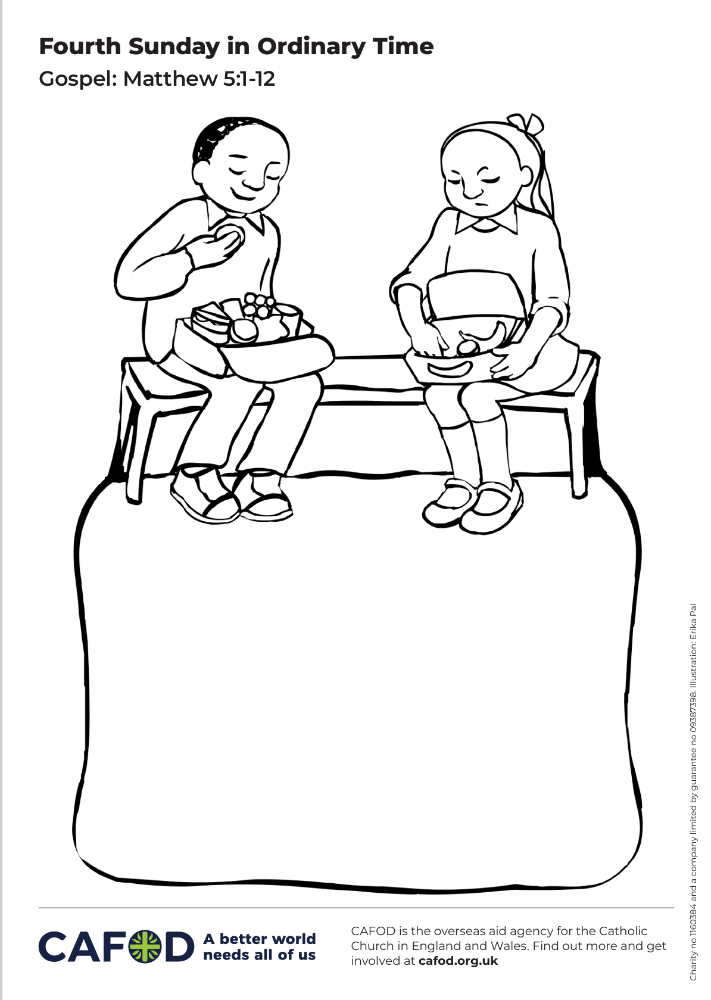 Fourth Sunday in Ordinary Time
Gospel: Matthew 5:1-12
Charity no 1160384 and a company limited by guarantee no 09387398. Illustration: Erika Pal
CAFOD
A better world
needs all of us
CAFOD is the overseas aid agency for the Catholic
Church in England and Wales. Find out more and get
involved at cafod.org.uk